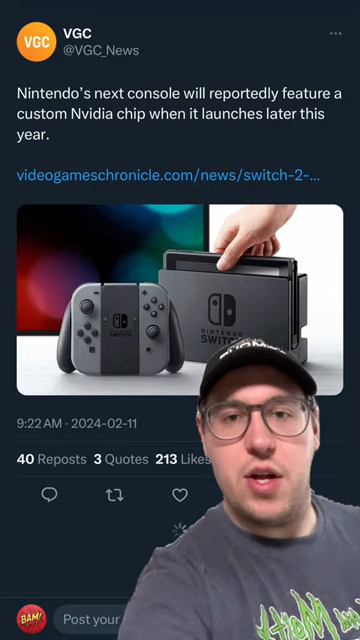 VGC
VGC
@VGC_News
Nintendo's next console will reportedly feature a
custom Nvidia chip when it launches later this
year.
videogameschronicle.com/news/switch-2-...
NINTENDO
SWITCH
NINTENDO
SWITCH
9:22 AM · 2024-02-11
40 Reposts 3 Quotes 213 Likes
BAM!
Post your